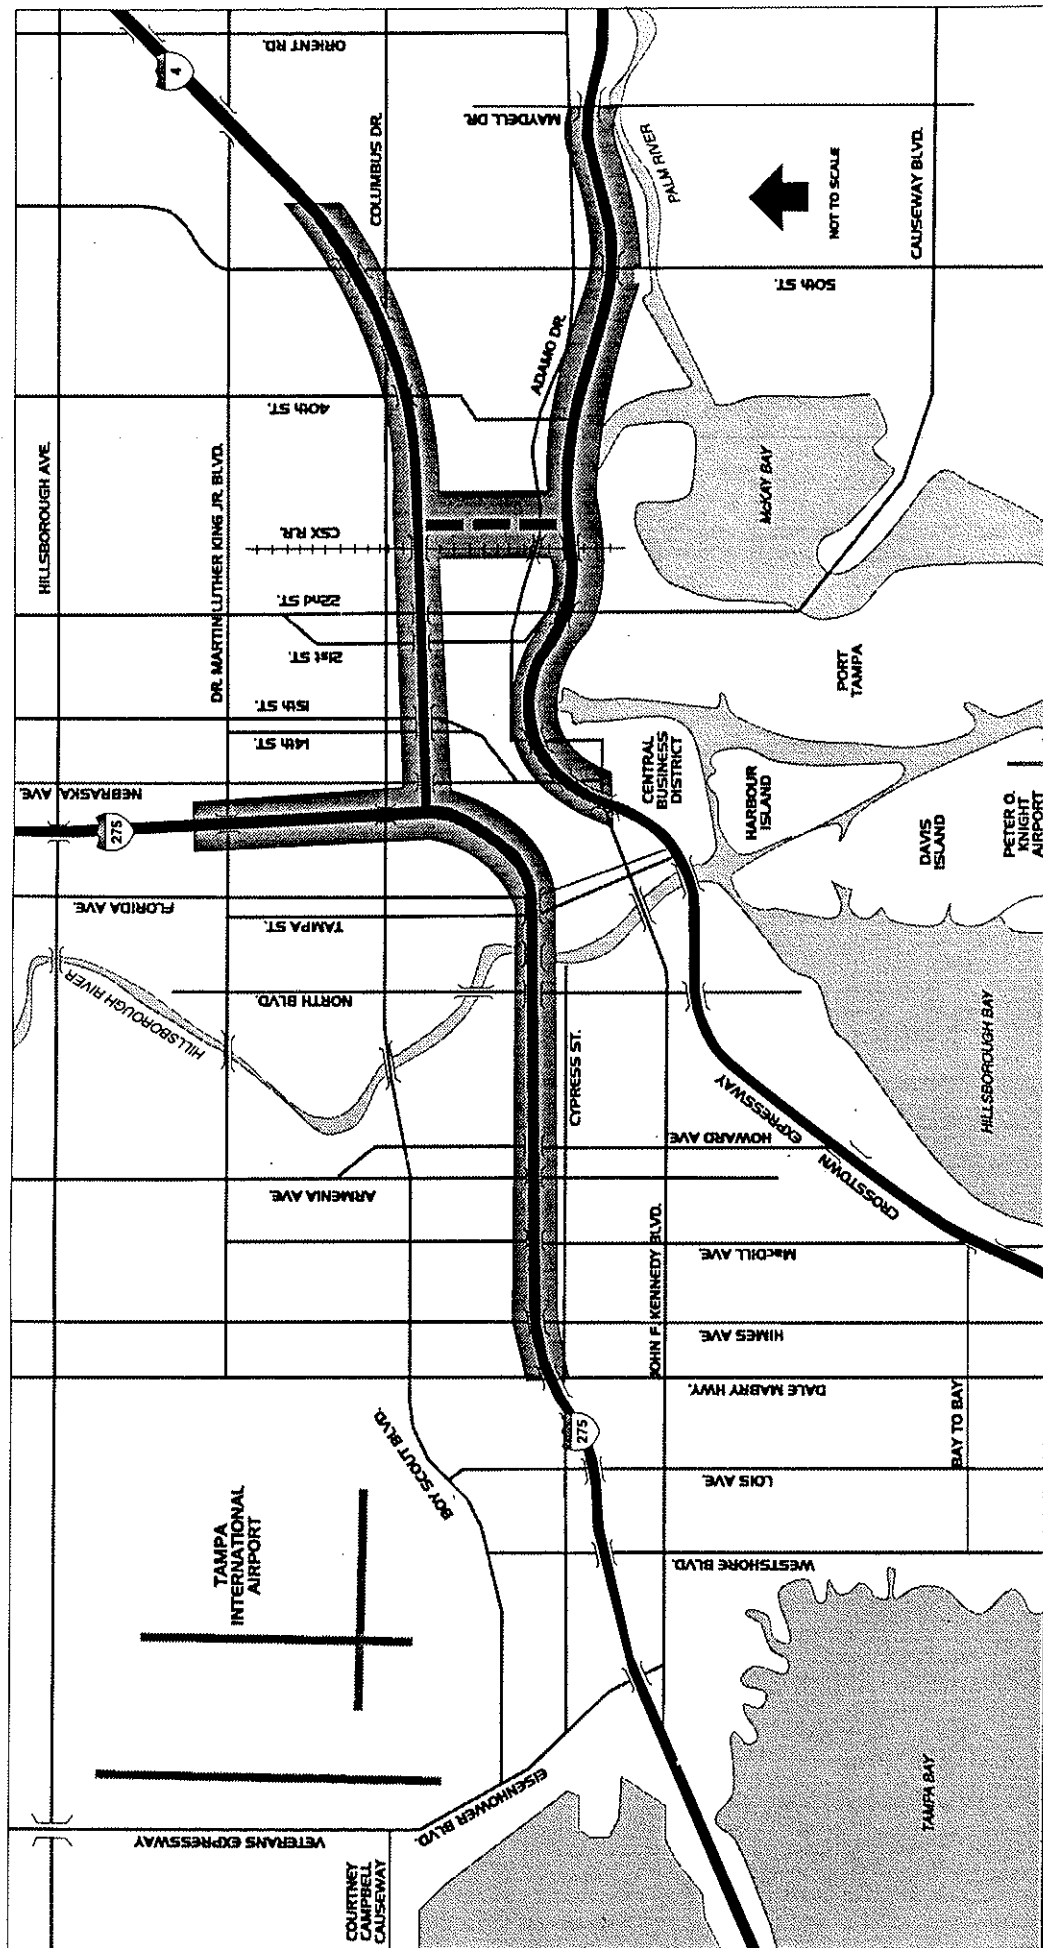 ORIENT RD.
4
MAYDELL DR.
COLUMBUS DR.
PALM RIVER
NOT TO SCALE
CAUSEWAY BLVD.
50th ST.
ADAMO DR.
40th ST.
HILLSBOROUGH AVE.
DR. MARTIN LUTHER KING JR. BLVD.
CSX R.R.
McKAY BAY
22nd ST.
21st ST.
15th ST.
14th ST.
PORT
TAMPA
NEBRASKA AVE.
275
CENTRAL
BUSINESS
DISTRICT
HARBOUR
ISLAND
DAVIS
ISLAND
PETER O.
KNIGHT
AIRPORT
FLORIDA AVE.
TAMPA ST.
NORTH BLVD.
HILLSBOROUGH RIVER
HILLSBOROUGH BAY
CYPRESS ST.
HOWARD AVE.
CROSSTOWN EXPRESSWAY
ARMENIA AVE.
JOHN F. KENNEDY BLVD.
MacDILL AVE.
HIMES AVE.
DALE MABRY HWY.
BAY TO BAY
275
BOY SCOUT BLVD.
LOIS AVE.
TAMPA
INTERNATIONAL
AIRPORT
WESTSHORE BLVD.
EISENHOWER BLVD.
VETERANS EXPRESSWAY
COURTNEY
CAMPBELL
CAUSEWAY
TAMPA BAY